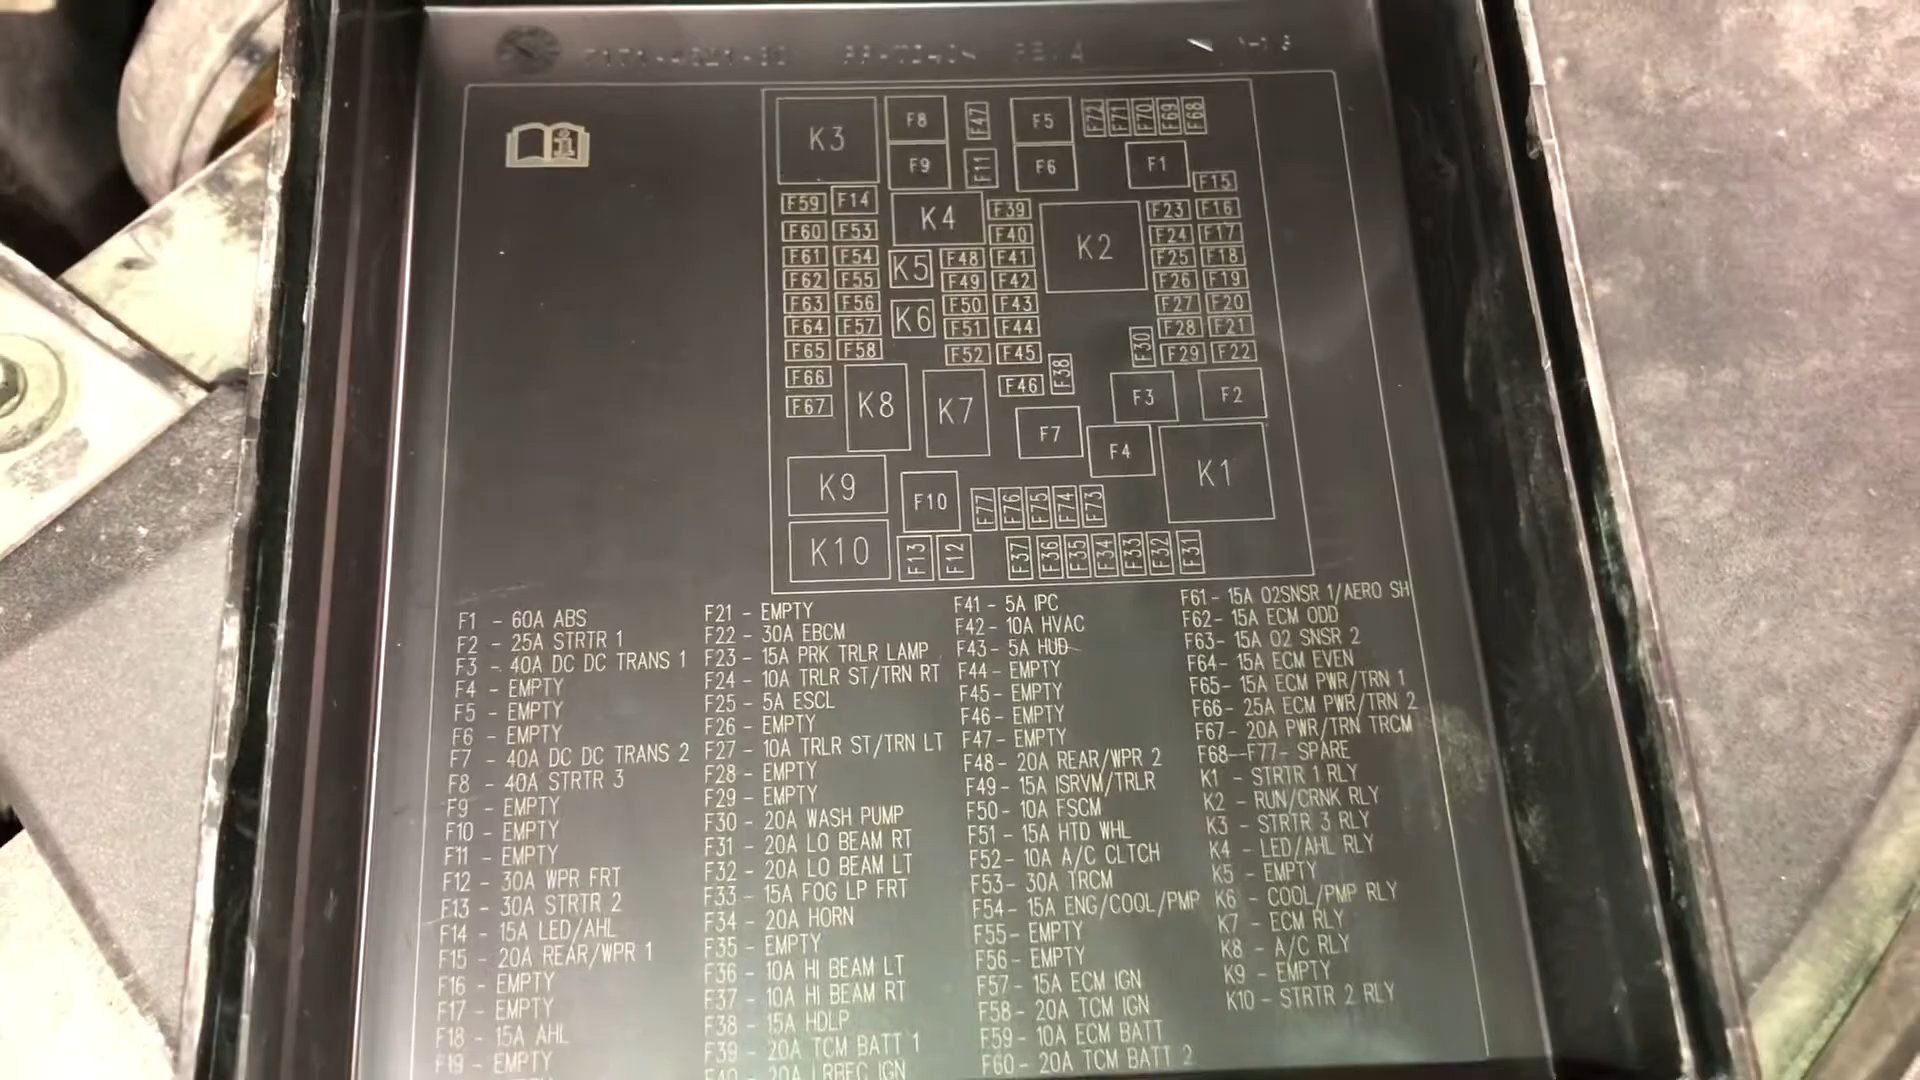 K3 F8 F47 F5 F72 F71 F70 F69 F68
F9 F11 F6 F1
F15
F59 F14 K4 F39 K2 F23 F16
F60 F53 F40 F24 F17
F61 F54 K5 F48 F41 F25 F18
F62 F55 F49 F42 F26 F19
F63 F56 K6 F50 F43 F27 F20
F64 F57 F51 F44 F28 F21
F65 F58 F52 F45 F30 F29 F22
F66 K8 K7 F46 F38 F3 F2
F67 F7 F4 K1
K9 F10 F77 F76 F75 F74 F73
K10 F13 F12 F37 F36 F35 F34 F33 F32 F31
F1 - 60A ABS
F2 - 25A STRTR 1
F3 - 40A DC DC TRANS 1
F4 - EMPTY
F5 - EMPTY
F6 - EMPTY
F7 - 40A DC DC TRANS 2
F8 - 40A STRTR 3
F9 - EMPTY
F10 - EMPTY
F11 - EMPTY
F12 - 30A WPR FRT
F13 - 30A STRTR 2
F14 - 15A LED/AHL
F15 - 20A REAR/WPR 1
F16 - EMPTY
F17 - EMPTY
F18 - 15A AHL
F19 - EMPTY
F21 - EMPTY
F22 - 30A EBCM
F23 - 15A PRK TRLR LAMP
F24 - 10A TRLR ST/TRN RT
F25 - 5A ESCL
F26 - EMPTY
F27 - 10A TRLR ST/TRN LT
F28 - EMPTY
F29 - EMPTY
F30 - 20A WASH PUMP
F31 - 20A LO BEAM RT
F32 - 20A LO BEAM LT
F33 - 15A FOG LP FRT
F34 - 20A HORN
F35 - EMPTY
F36 - 10A HI BEAM LT
F37 - 10A HI BEAM RT
F38 - 15A HDLP
F39 - 20A TCM BATT 1
F40 - 20A LRBEC IGN
F41 - 5A IPC
F42 - 10A HVAC
F43 - 5A HUD
F44 - EMPTY
F45 - EMPTY
F46 - EMPTY
F47 - EMPTY
F48 - 20A REAR/WPR 2
F49 - 15A ISRVM/TRLR
F50 - 10A FSCM
F51 - 15A HTD WHL
F52 - 10A A/C CLTCH
F53 - 30A TRCM
F54 - 15A ENG/COOL/PMP
F55 - EMPTY
F56 - EMPTY
F57 - 15A ECM IGN
F58 - 20A TCM IGN
F59 - 10A ECM BATT
F60 - 20A TCM BATT 2
F61 - 15A O2SNSR 1/AERO SH
F62 - 15A ECM ODD
F63 - 15A O2 SNSR 2
F64 - 15A ECM EVEN
F65 - 15A ECM PWR/TRN 1
F66 - 25A ECM PWR/TRN 2
F67 - 20A PWR/TRN TRCM
F68--F77- SPARE
K1 - STRTR 1 RLY
K2 - RUN/CRNK RLY
K3 - STRTR 3 RLY
K4 - LED/AHL RLY
K5 - EMPTY
K6 - COOL/PMP RLY
K7 - ECM RLY
K8 - A/C RLY
K9 - EMPTY
K10 - STRTR 2 RLY